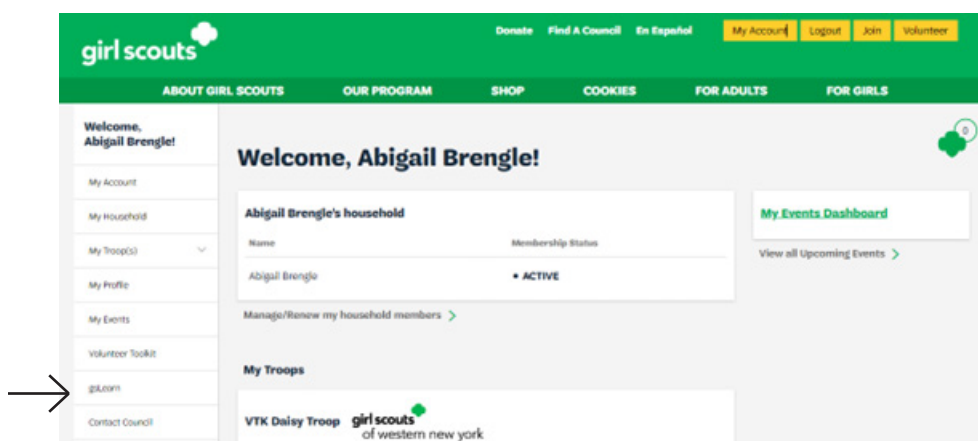 girl scouts
Donate Find A Council En Español My Account Logout Join Volunteer
ABOUT GIRL SCOUTS OUR PROGRAM SHOP COOKIES FOR ADULTS FOR GIRLS
Welcome,
Abigail Brengle!
My Account
My Household
My Troop(s)
My Profile
My Events
Volunteer Toolkit
gsLearn
Contact Council
Welcome, Abigail Brengle!
0
Abigail Brengle's household
Name Membership Status
Abigail Brengle • ACTIVE
Manage/Renew my household members >
My Events Dashboard
View all Upcoming Events >
My Troops
VTK Daisy Troop girl scouts
of western new york